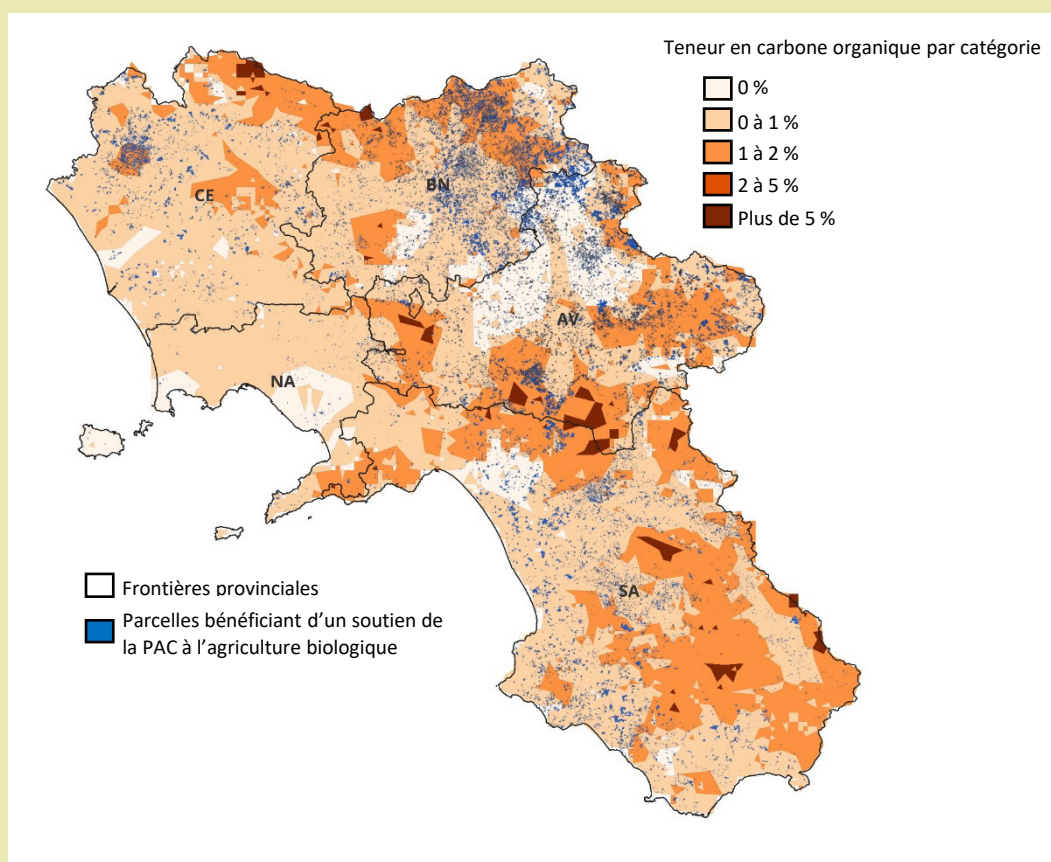 Teneur en carbone organique par catégorie
0 %
0 à 1 %
1 à 2 %
2 à 5 %
Plus de 5 %
BN
CE
AV
NA
SA
Frontières provinciales
Parcelles bénéficiant d’un soutien de
la PAC à l’agriculture biologique